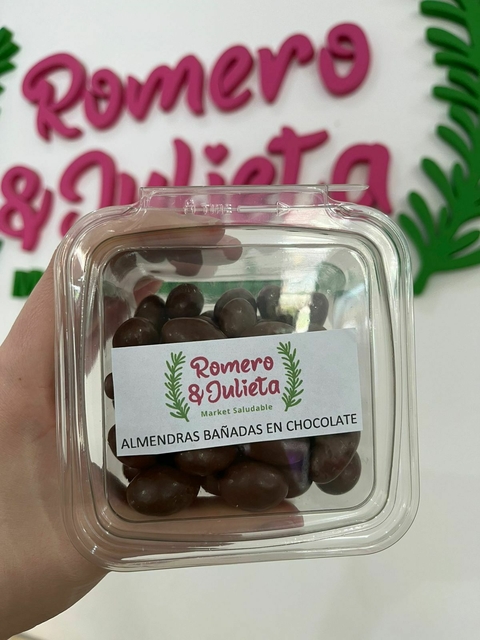 Romero
& Julieta
Romero
& Julieta
Market Saludable
ALMENDRAS BAÑADAS EN CHOCOLATE